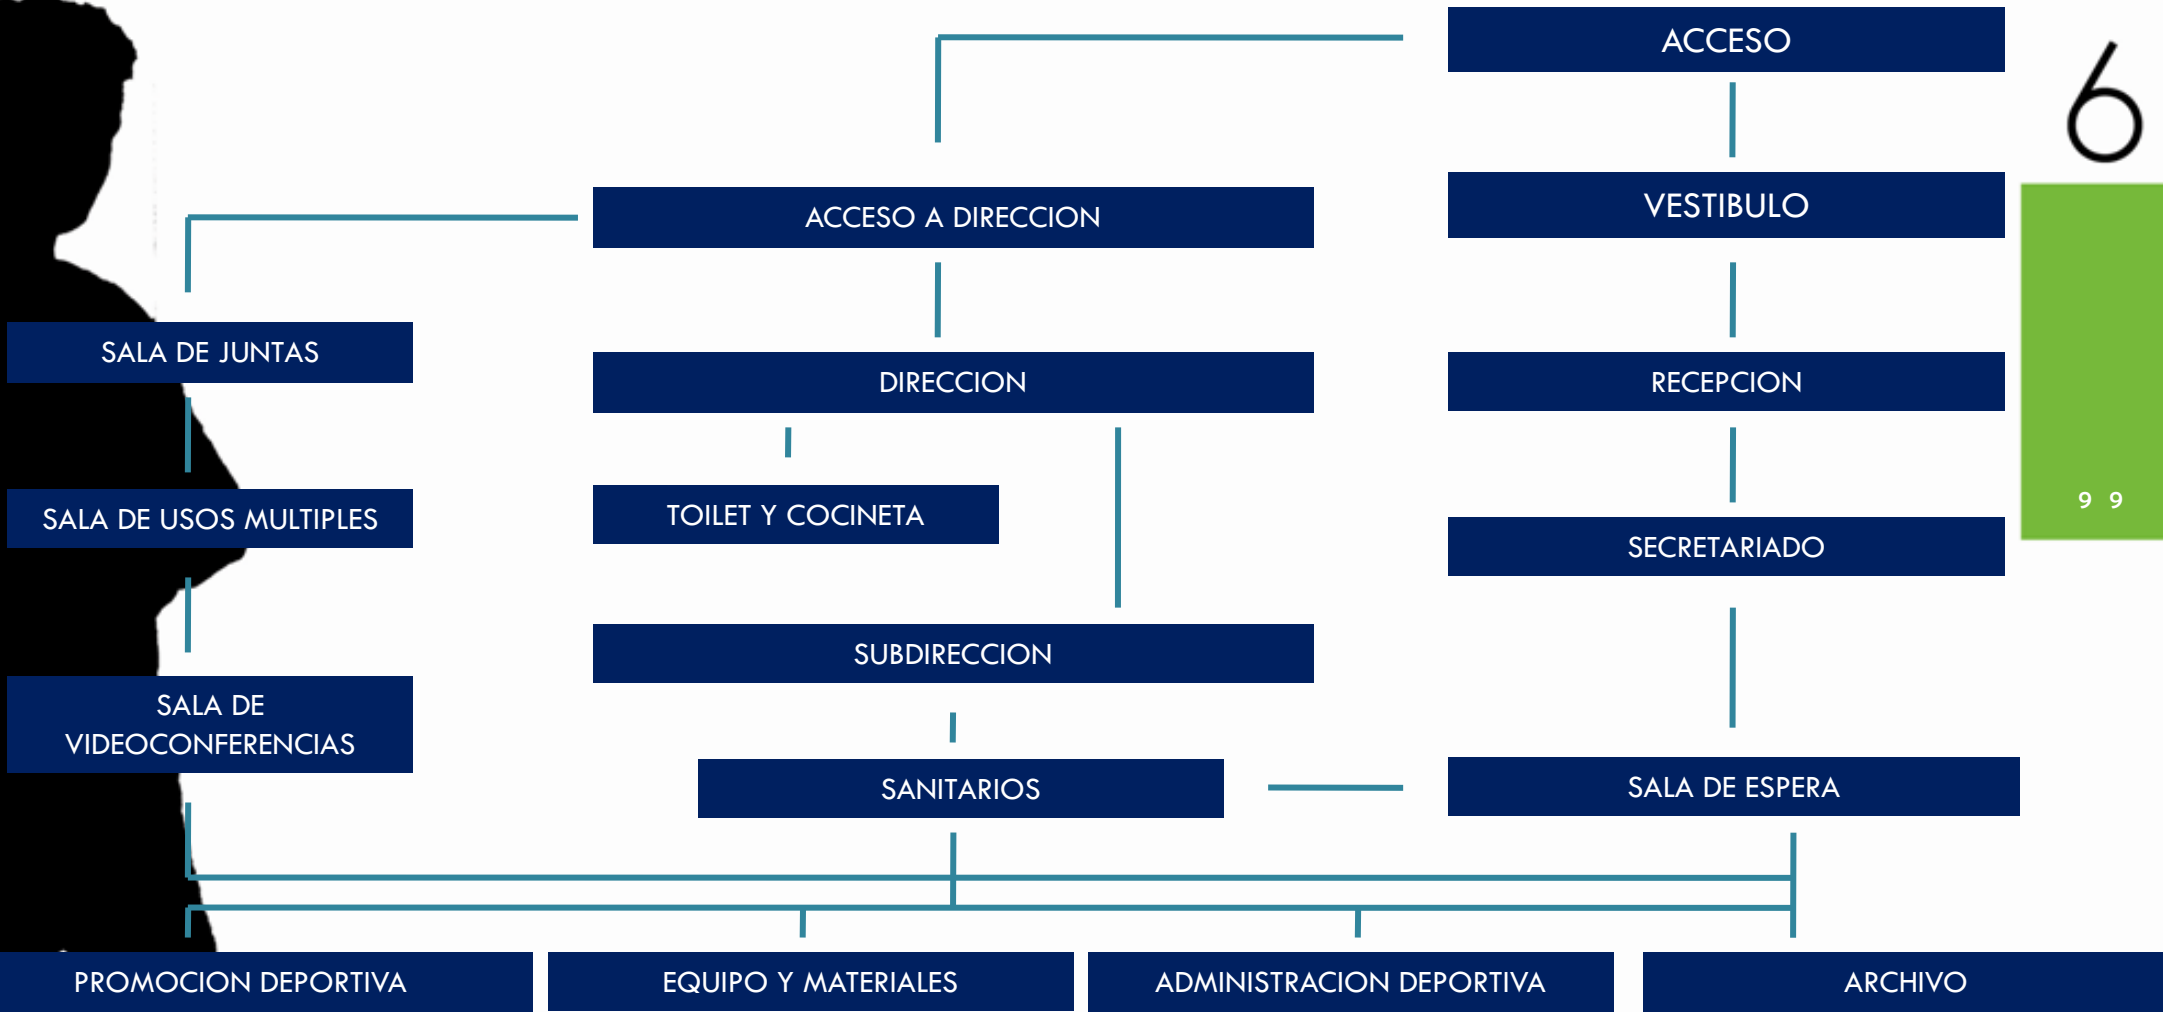 ACCESO
6
ACCESO A DIRECCION
VESTIBULO
SALA DE JUNTAS
DIRECCION
RECEPCION
9 9
SALA DE USOS MULTIPLES
TOILET Y COCINETA
SECRETARIADO
SUBDIRECCION
SALA DE
VIDEOCONFERENCIAS
SANITARIOS
SALA DE ESPERA
PROMOCION DEPORTIVA
EQUIPO Y MATERIALES
ADMINISTRACION DEPORTIVA
ARCHIVO